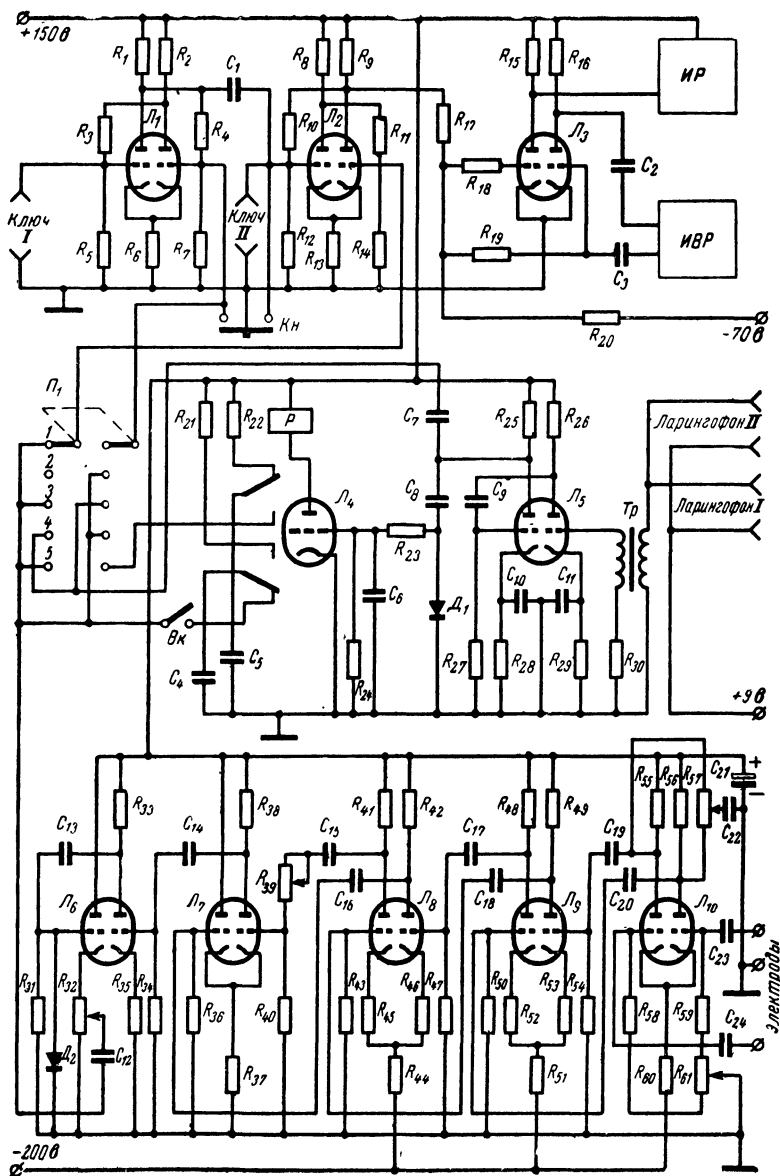 +150в
R1 R2 C1 R8 R9 R15 R16 ИР
R3 Л1 R4 R10 Л2 R11 R17 Л3
R18 C2
Ключ I
Ключ II
R5 R6 R7 R12 R13 R14 R19 C3 ИВР
Кн
R20 -70в
П1
1
2
3
4
5
R21 R22 Р C7 R25 R26
Ларингофон II
Л4 C8 C9 Л5 Тр
Ларингофон I
R23
C10 C11
Вк C6 Д1
C4 C5 R24 R27 R28 R29 R30
+9в
+
−
R33 R38 R41 R42 R48 R49 R55 R56 R57 C21
C13 C14 C15 C17 C19 C22
R39 C16 C18 C20
Л6 Л7 Л8 Л9 Л10
C23
R31 R32 R35 R34 R36 R40 R43 R45 R46 R47 R50 R52 R53 R54 R58 R59 C24
Электроды
Д2 C12 R37 R44 R51 R60 R61
-200в